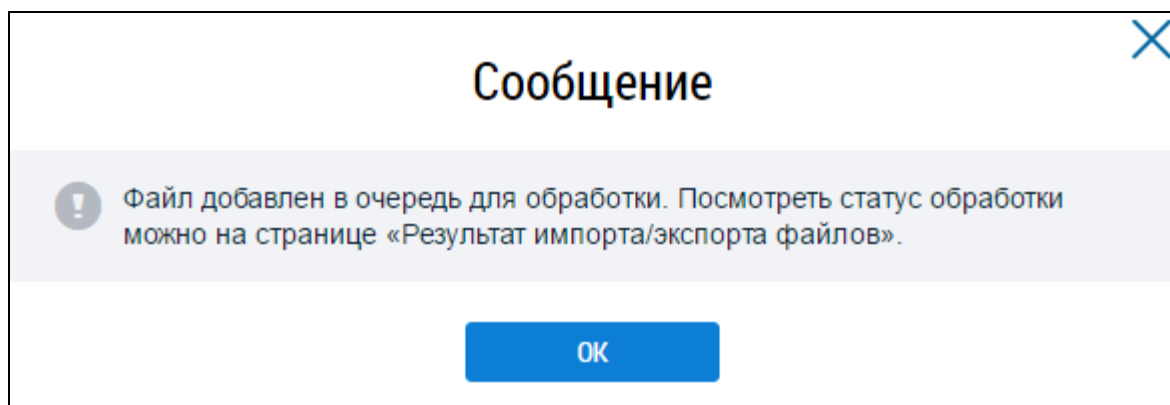 Сообщение
Файл добавлен в очередь для обработки. Посмотреть статус обработки
можно на странице «Результат импорта/экспорта файлов».
ОК